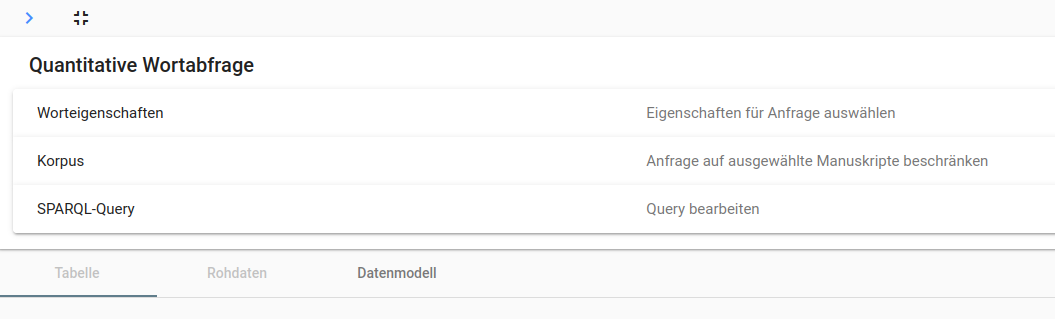 Quantitative Wortabfrage
Worteigenschaften Eigenschaften für Anfrage auswählen
Korpus Anfrage auf ausgewählte Manuskripte beschränken
SPARQL-Query Query bearbeiten
Tabelle Rohdaten Datenmodell